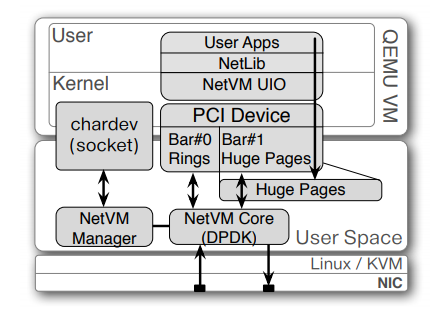 User
User Apps
NetLib
Kernel
NetVM UIO
QEMU VM
chardev
(socket)
PCI Device
Bar#0
Rings
Bar#1
Huge Pages
Huge Pages
NetVM
Manager
NetVM Core
(DPDK)
User Space
Linux / KVM
NIC